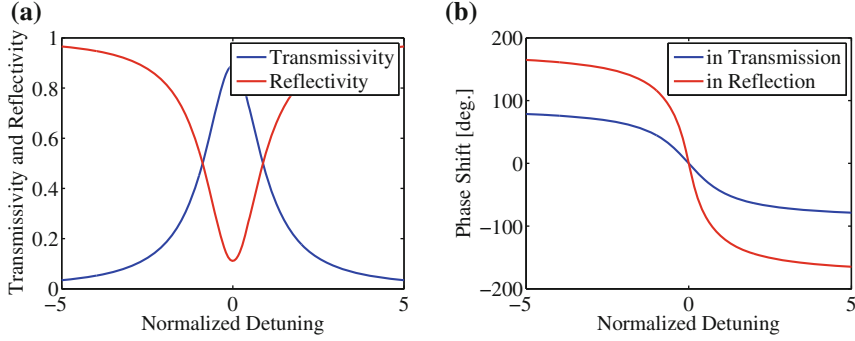 (a)
Transmissivity and Reflectivity
1
0.8
0.6
0.4
0.2
0
Transmissivity
Reflectivity
−5
0
5
Normalized Detuning
(b)
Phase Shift [deg.]
200
100
0
−100
−200
in Transmission
in Reflection
−5
0
5
Normalized Detuning